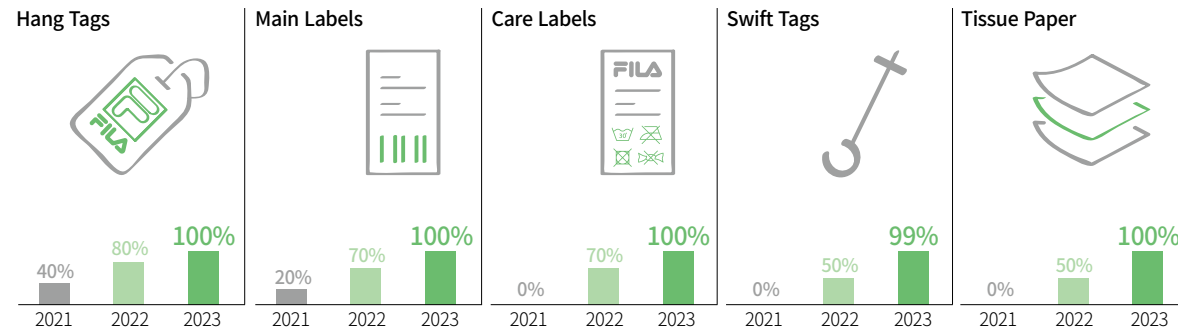 Hang Tags
FILA
40%
80%
100%
2021 2022 2023
Main Labels
20%
70%
100%
2021 2022 2023
Care Labels
FILA
30°
0%
70%
100%
2021 2022 2023
Swift Tags
0%
50%
99%
2021 2022 2023
Tissue Paper
0%
50%
100%
2021 2022 2023